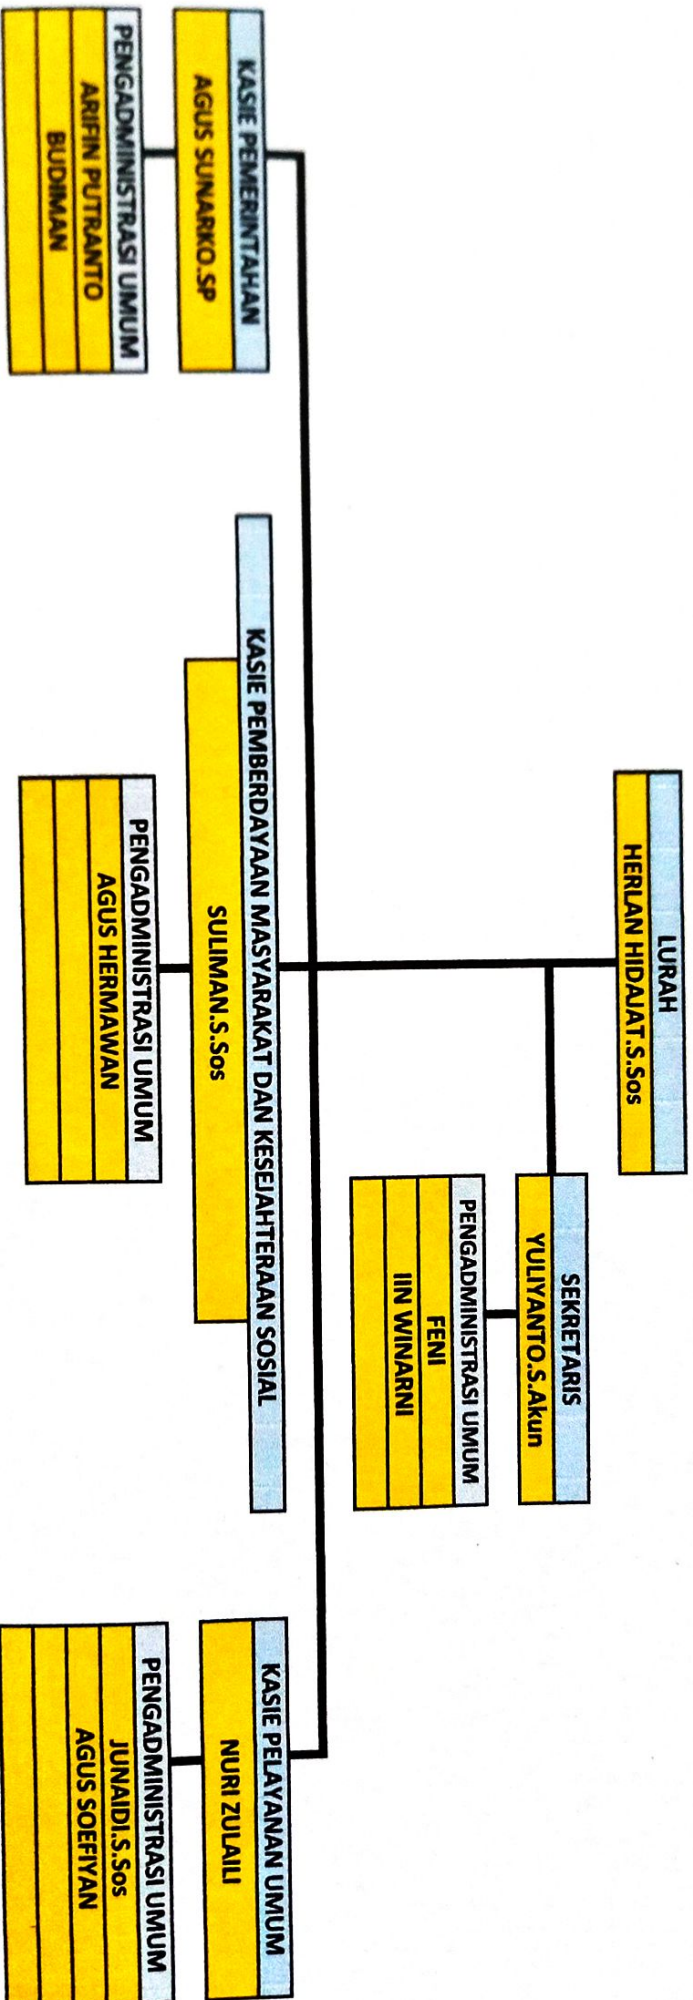 LURAH
HERLAN HIDAJAT.S.Sos
SEKRETARIS
YULIYANTO.S.Akun
PENGADMINISTRASI UMUM
FENI
IIN WINARNI
KASIE PEMERINTAHAN
AGUS SUNARKO.SP
PENGADMINISTRASI UMUM
ARIFIN PUTRANTO
BUDIMAN
KASIE PEMBERDAYAAN MASYARAKAT DAN KESEJAHTERAAN SOSIAL
SULIMAN.S.Sos
PENGADMINISTRASI UMUM
AGUS HERMAWAN
KASIE PELAYANAN UMUM
NURI ZULAILI
PENGADMINISTRASI UMUM
JUNAIDI.S.Sos
AGUS SOEFIYAN